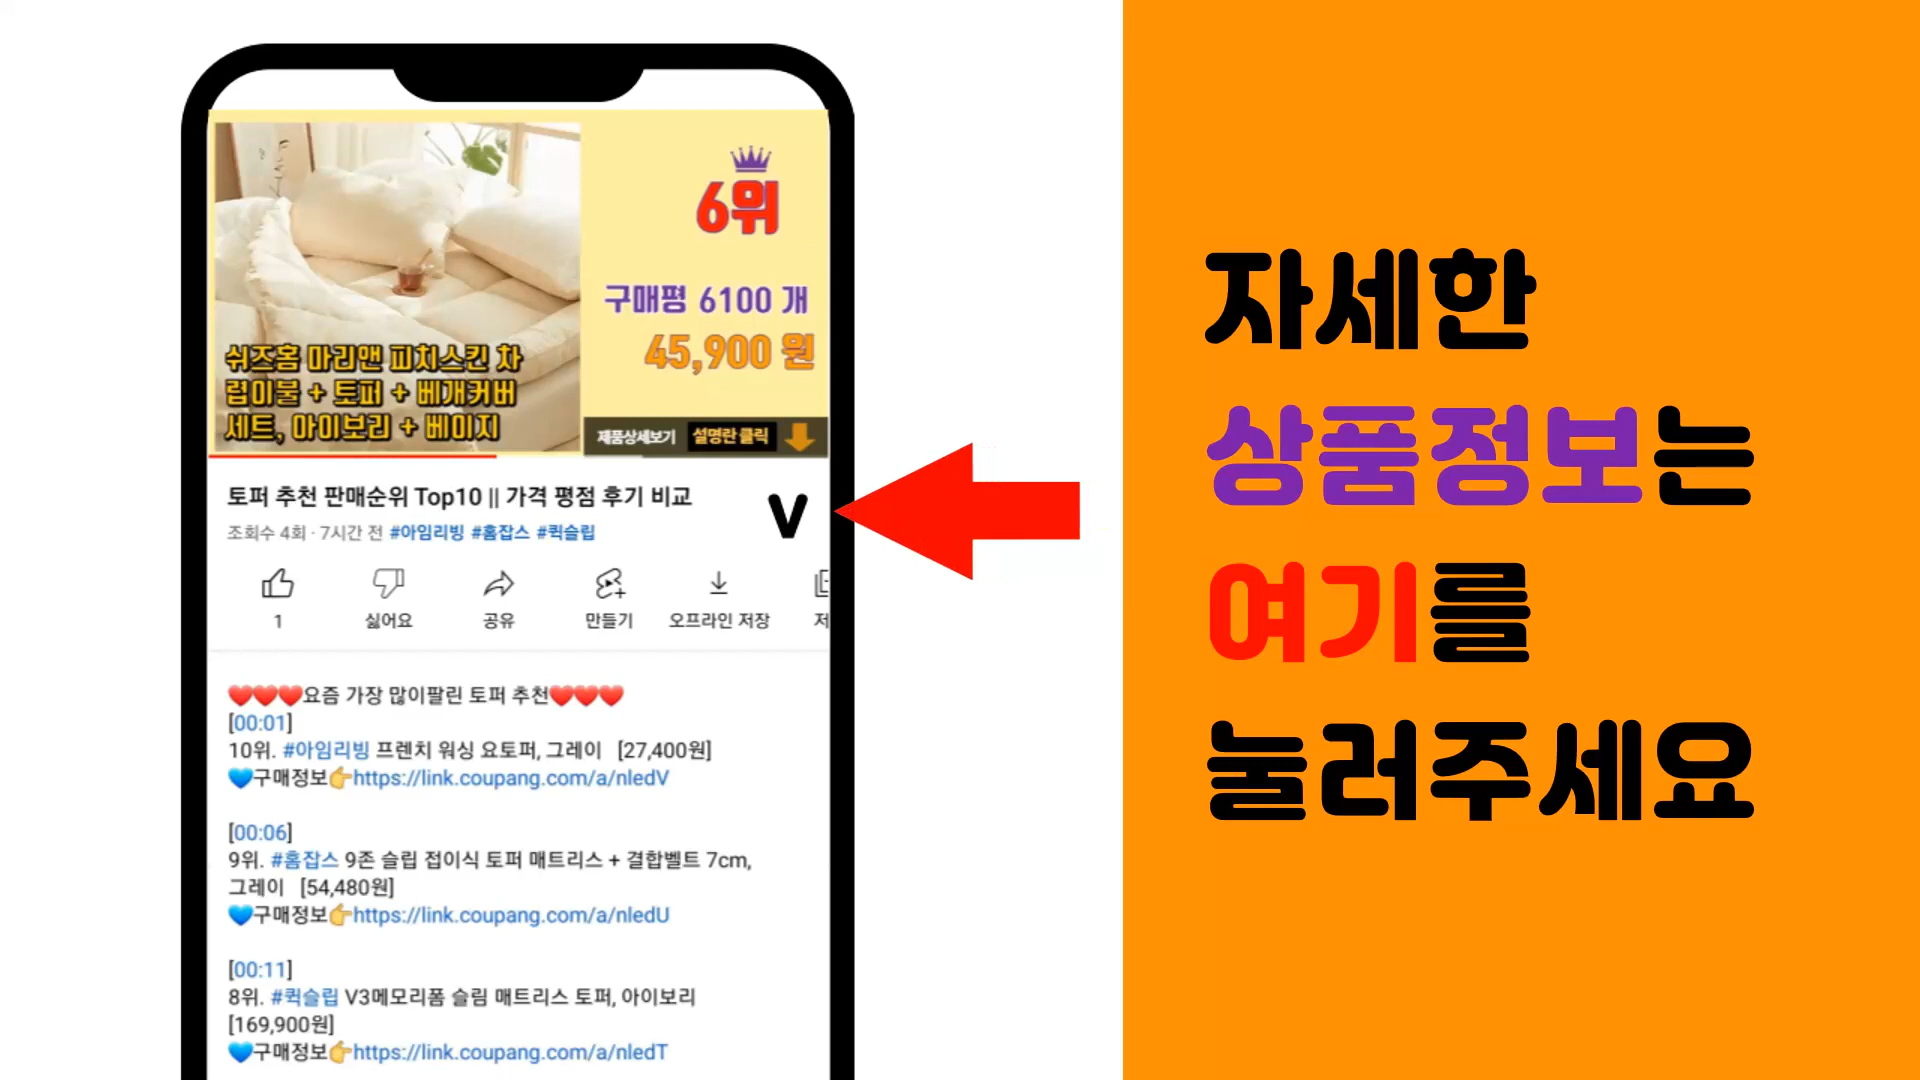 6위
구매평 6100 개
45,900 원
쉬즈홈 마리앤 피치스킨 차
렵이불 + 토퍼 + 베개커버
세트, 아이보리 + 베이지
제품상세보기 설명란 클릭
토퍼 추천 판매순위 Top10 || 가격 평점 후기 비교
V
조회수 4회 · 7시간 전 #아임리빙 #홈잡스 #퀵슬립
1 싫어요 공유 만들기 오프라인 저장 저
❤️❤️❤️요즘 가장 많이팔린 토퍼 추천❤️❤️❤️
[00:01]
10위. #아임리빙 프렌치 워싱 요토퍼, 그레이 [27,400원]
💙구매정보👉https://link.coupang.com/a/nledV
[00:06]
9위. #홈잡스 9존 슬립 접이식 토퍼 매트리스 + 결합벨트 7cm,
그레이 [54,480원]
💙구매정보👉https://link.coupang.com/a/nledU
[00:11]
8위. #퀵슬립 V3메모리폼 슬림 매트리스 토퍼, 아이보리
[169,900원]
💙구매정보👉https://link.coupang.com/a/nledT
자세한
상품정보는
여기를
눌러주세요